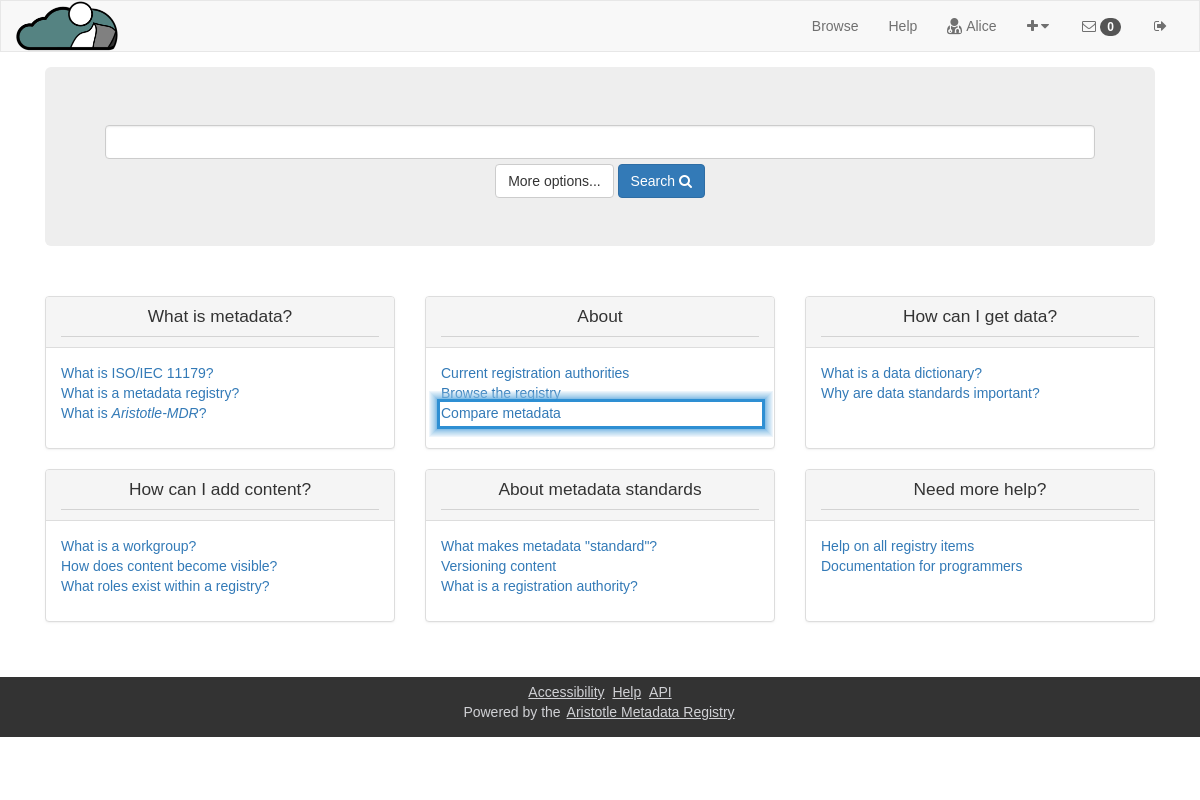 Browse Help Alice 0
More options... Search
What is metadata?
What is ISO/IEC 11179?
What is a metadata registry?
What is Aristotle-MDR?
About
Current registration authorities
Browse the registry
Compare metadata
How can I get data?
What is a data dictionary?
Why are data standards important?
How can I add content?
What is a workgroup?
How does content become visible?
What roles exist within a registry?
About metadata standards
What makes metadata "standard"?
Versioning content
What is a registration authority?
Need more help?
Help on all registry items
Documentation for programmers
Accessibility Help API
Powered by the Aristotle Metadata Registry